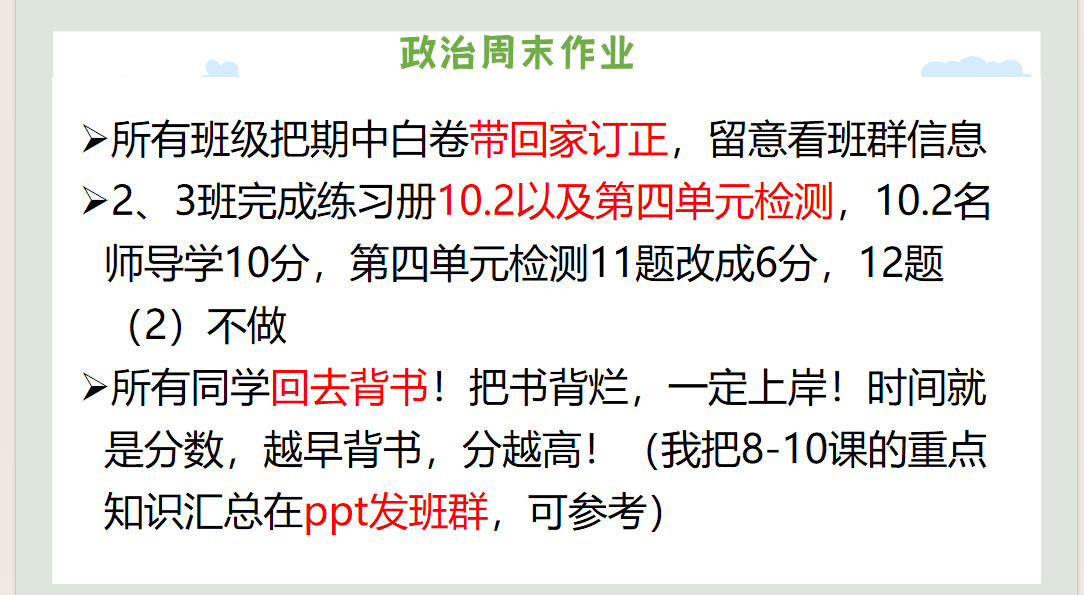 政治周末作业
➢所有班级把期中白卷带回家订正，留意看班群信息
➢2、3班完成练习册10.2以及第四单元检测，10.2名
师导学10分，第四单元检测11题改成6分，12题
（2）不做
➢所有同学回去背书！把书背烂，一定上岸！时间就
是分数，越早背书，分越高！（我把8-10课的重点
知识汇总在ppt发班群，可参考）